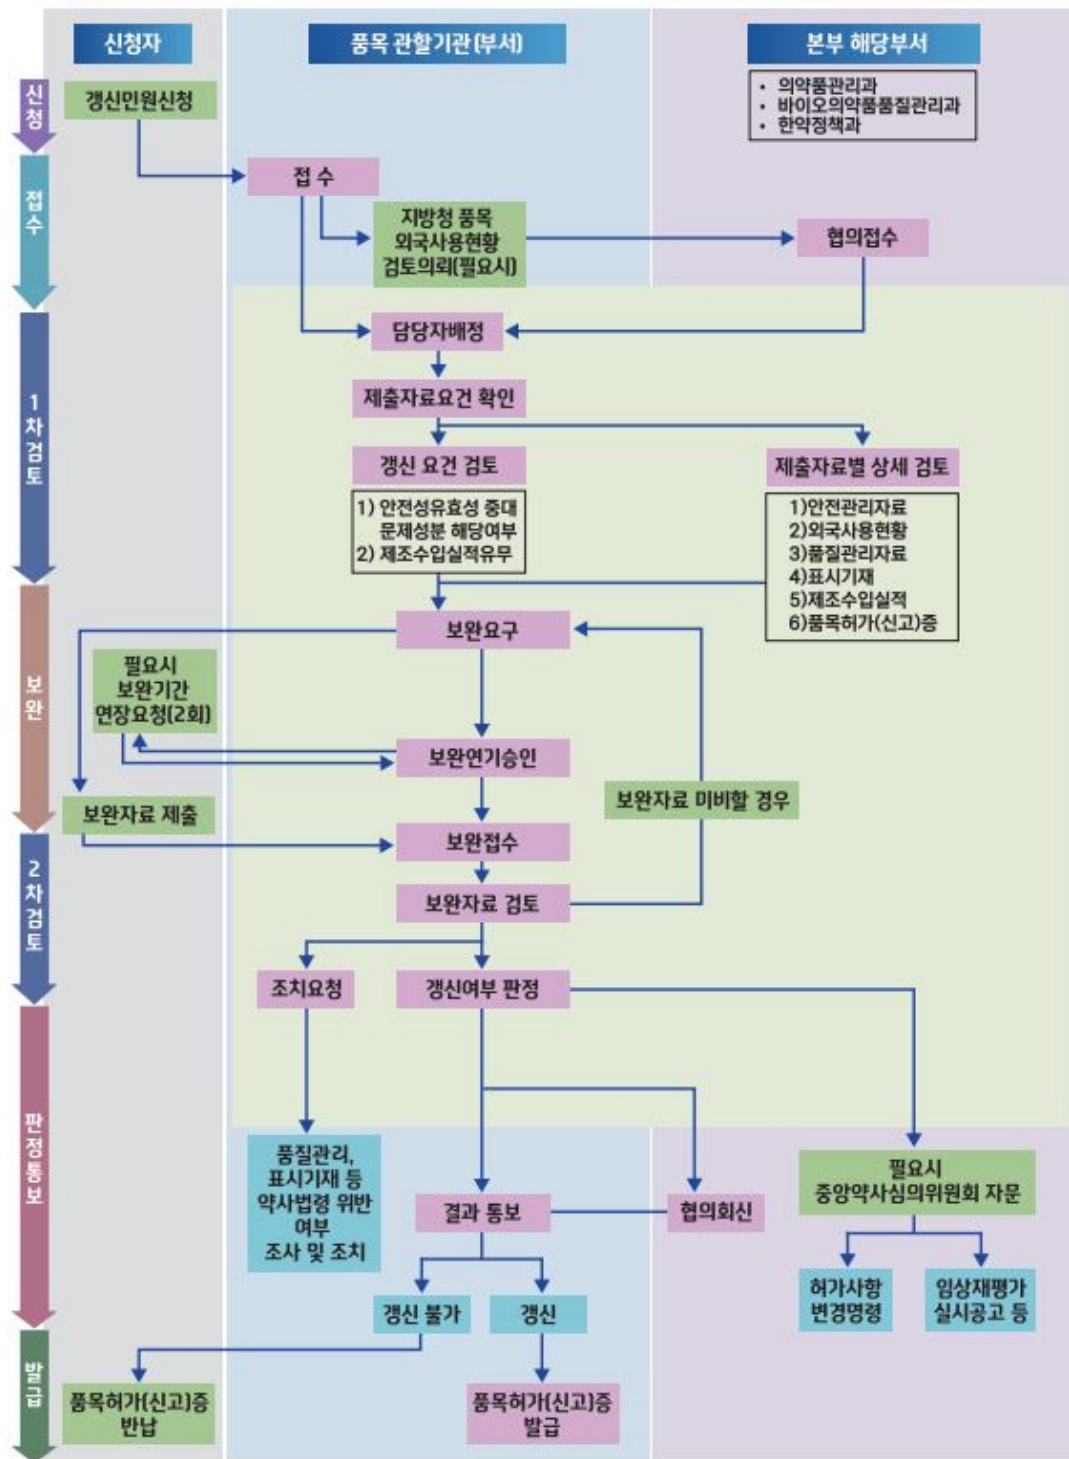 신청자
품목 관할기관(부서)
본부 해당부서
신청
갱신민원신청
• 의약품관리과
• 바이오의약품품질관리과
• 한약정책과
접수
접 수
지방청 품목
외국사용현황
검토의뢰(필요시)
협의접수
1차검토
담당자배정
제출자료요건 확인
갱신 요건 검토
제출자료별 상세 검토
1) 안전성유효성 중대
문제성분 해당여부
2) 제조수입실적유무
1)안전관리자료
2)외국사용현황
3)품질관리자료
4)표시기재
5)제조수입실적
6)품목허가(신고)증
보완
보완요구
필요시
보완기간
연장요청(2회)
보완연기승인
보완자료 미비할 경우
보완자료 제출
보완접수
2차검토
보완자료 검토
조치요청
갱신여부 판정
판정통보
품질관리,
표시기재 등
약사법령 위반
여부
조사 및 조치
결과 통보
협의회신
필요시
중앙약사심의위원회 자문
허가사항
변경명령
임상재평가
실시공고 등
갱신 불가
갱신
발급
품목허가(신고)증
반납
품목허가(신고)증
발급